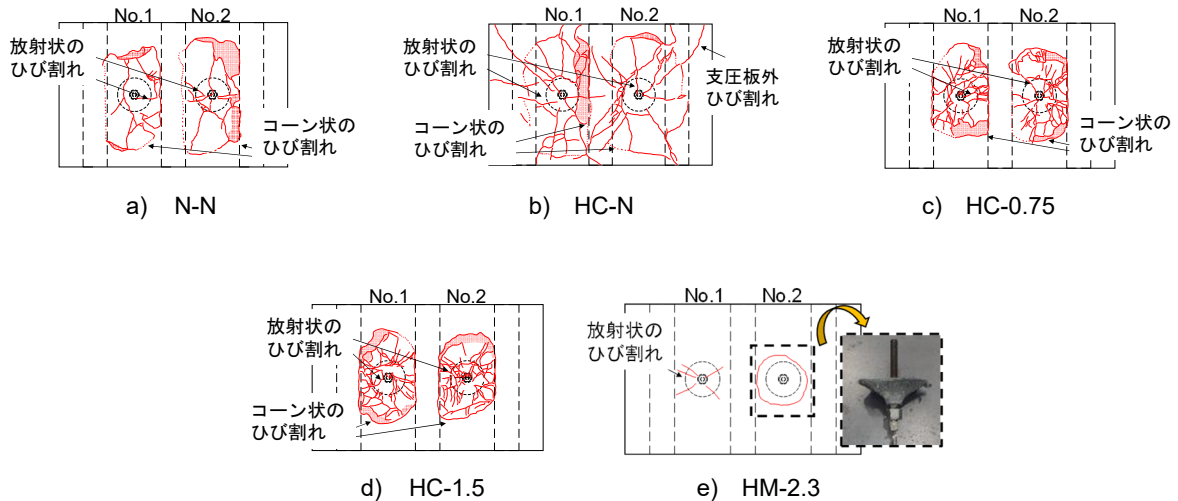 No.1
No.2
放射状の
ひび割れ
コーン状の
ひび割れ
a) N-N
No.1
No.2
放射状の
ひび割れ
支圧板外
ひび割れ
コーン状の
ひび割れ
b) HC-N
No.1
No.2
放射状の
ひび割れ
コーン状の
ひび割れ
c) HC-0.75
No.1
No.2
放射状の
ひび割れ
コーン状の
ひび割れ
d) HC-1.5
No.1
No.2
放射状の
ひび割れ
e) HM-2.3